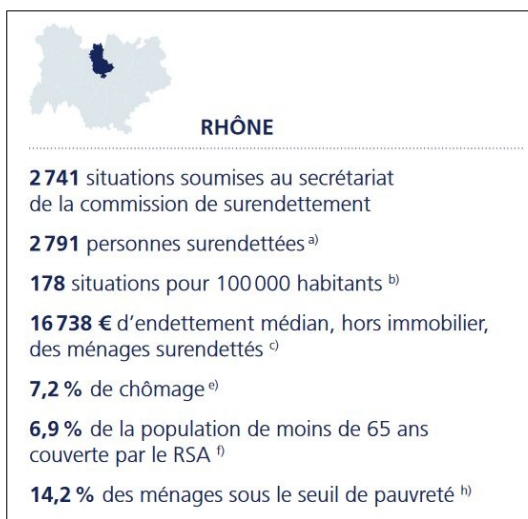 RHÔNE
2 741 situations soumises au secrétariat
de la commission de surendettement
2 791 personnes surendettées a)
178 situations pour 100 000 habitants b)
16 738 € d’endettement médian, hors immobilier,
des ménages surendettés c)
7,2 % de chômage e)
6,9 % de la population de moins de 65 ans
couverte par le RSA f)
14,2 % des ménages sous le seuil de pauvreté h)